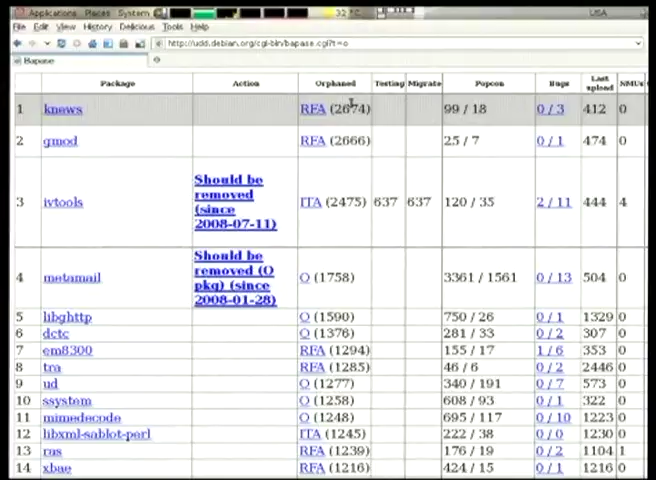 Applications Places System 32 °C USA
File Edit View History Delicious Tools Help
http://udd.debian.org/cgi-bin/bapase.cgi?t=o
Bapase
Package Action Orphaned Testing Migrate Popcon Bugs Last upload NMUs
1 knews RFA (2674) 99 / 18 0 / 3 412 0
2 gmod RFA (2666) 25 / 7 0 / 1 474 0
3 ivtools Should be removed (since 2008-07-11) ITA (2475) 637 637 120 / 35 2 / 11 444 4
4 metamail Should be removed (O pkg) (since 2008-01-28) O (1758) 3361 / 1561 0 / 13 504 0
5 libghttp O (1590) 750 / 26 0 / 1 1329 0
6 dctc O (1376) 281 / 33 0 / 2 307 0
7 em8300 RFA (1294) 155 / 17 1 / 6 353 0
8 tra RFA (1285) 46 / 6 0 / 2 2446 0
9 ud O (1277) 340 / 191 0 / 7 573 0
10 ssystem O (1258) 608 / 93 0 / 1 322 0
11 mimedecode O (1248) 695 / 117 0 / 10 1223 0
12 libxml-sablot-perl ITA (1245) 222 / 38 0 / 0 1230 0
13 ras RFA (1239) 176 / 19 0 / 2 1104 1
14 xbae RFA (1216) 424 / 15 0 / 1 1216 0